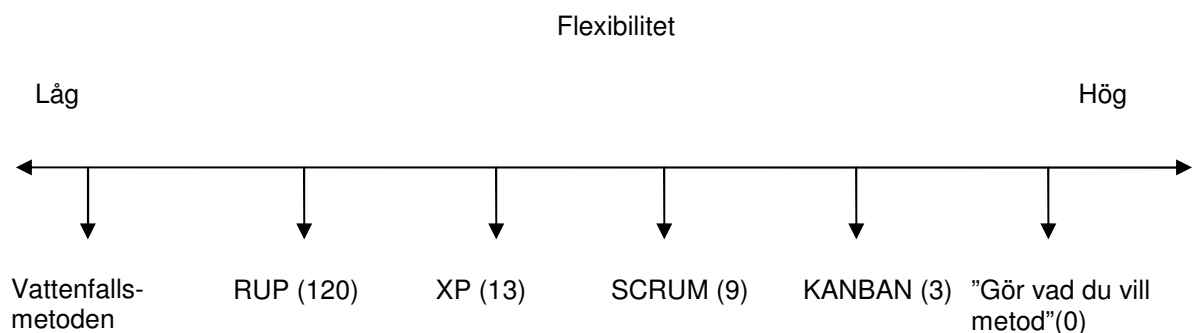 Flexibilitet
Låg
Hög
Vattenfalls-
metoden
RUP (120)
XP (13)
SCRUM (9)
KANBAN (3)
”Gör vad du vill
metod”(0)